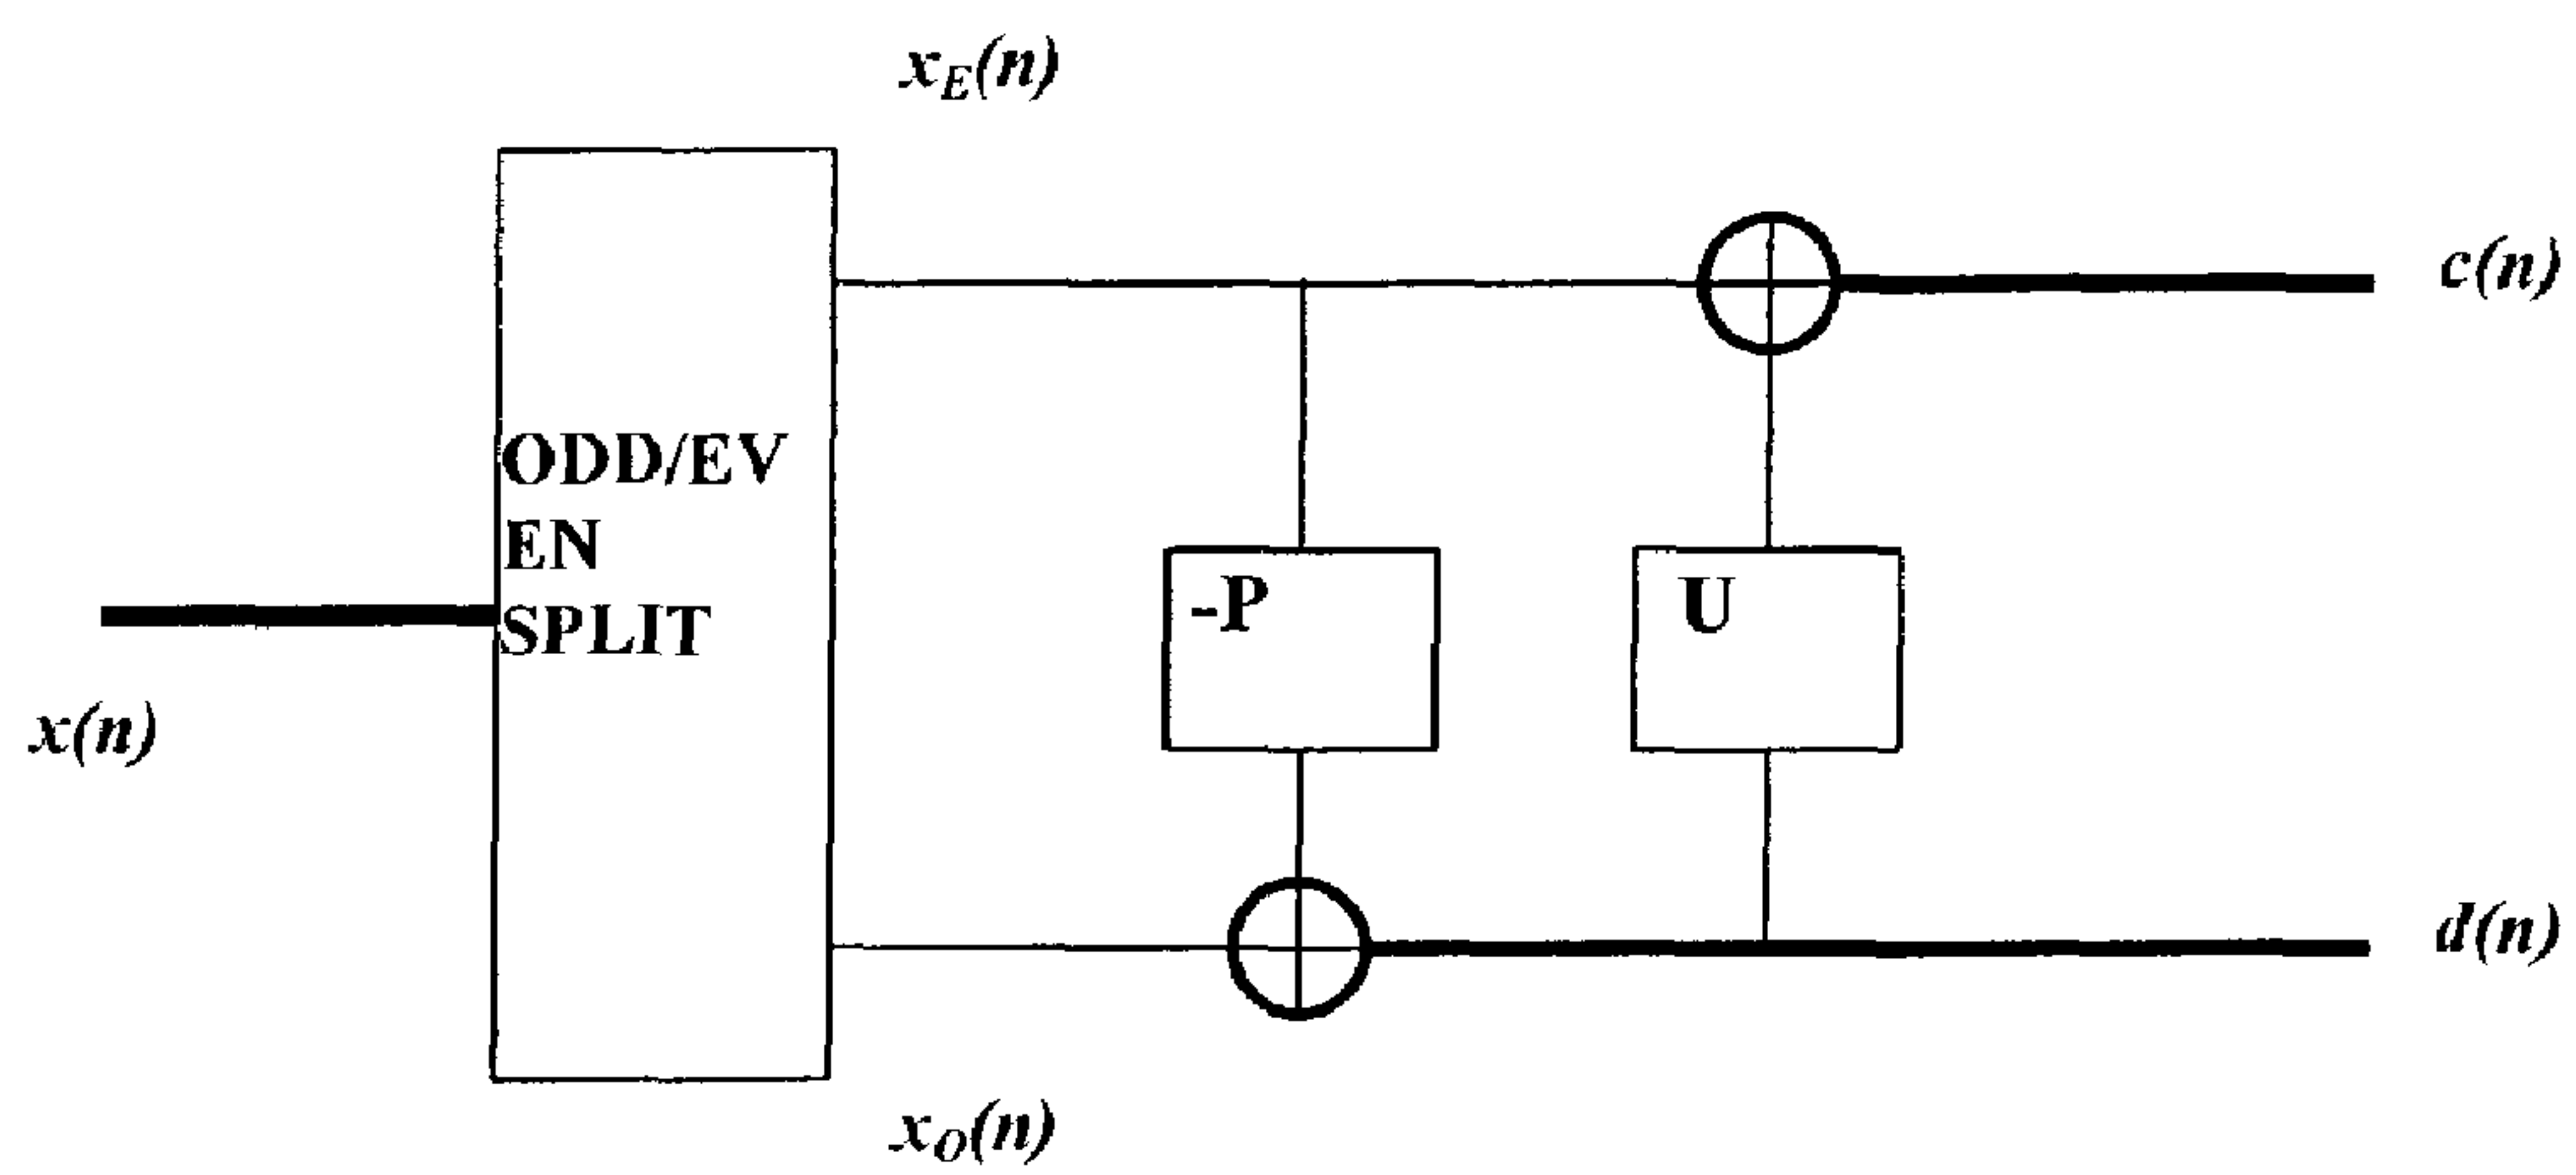 x_E(n)
c(n)
ODD/EV
EN
SPLIT
-P
U
x(n)
d(n)
x_O(n)